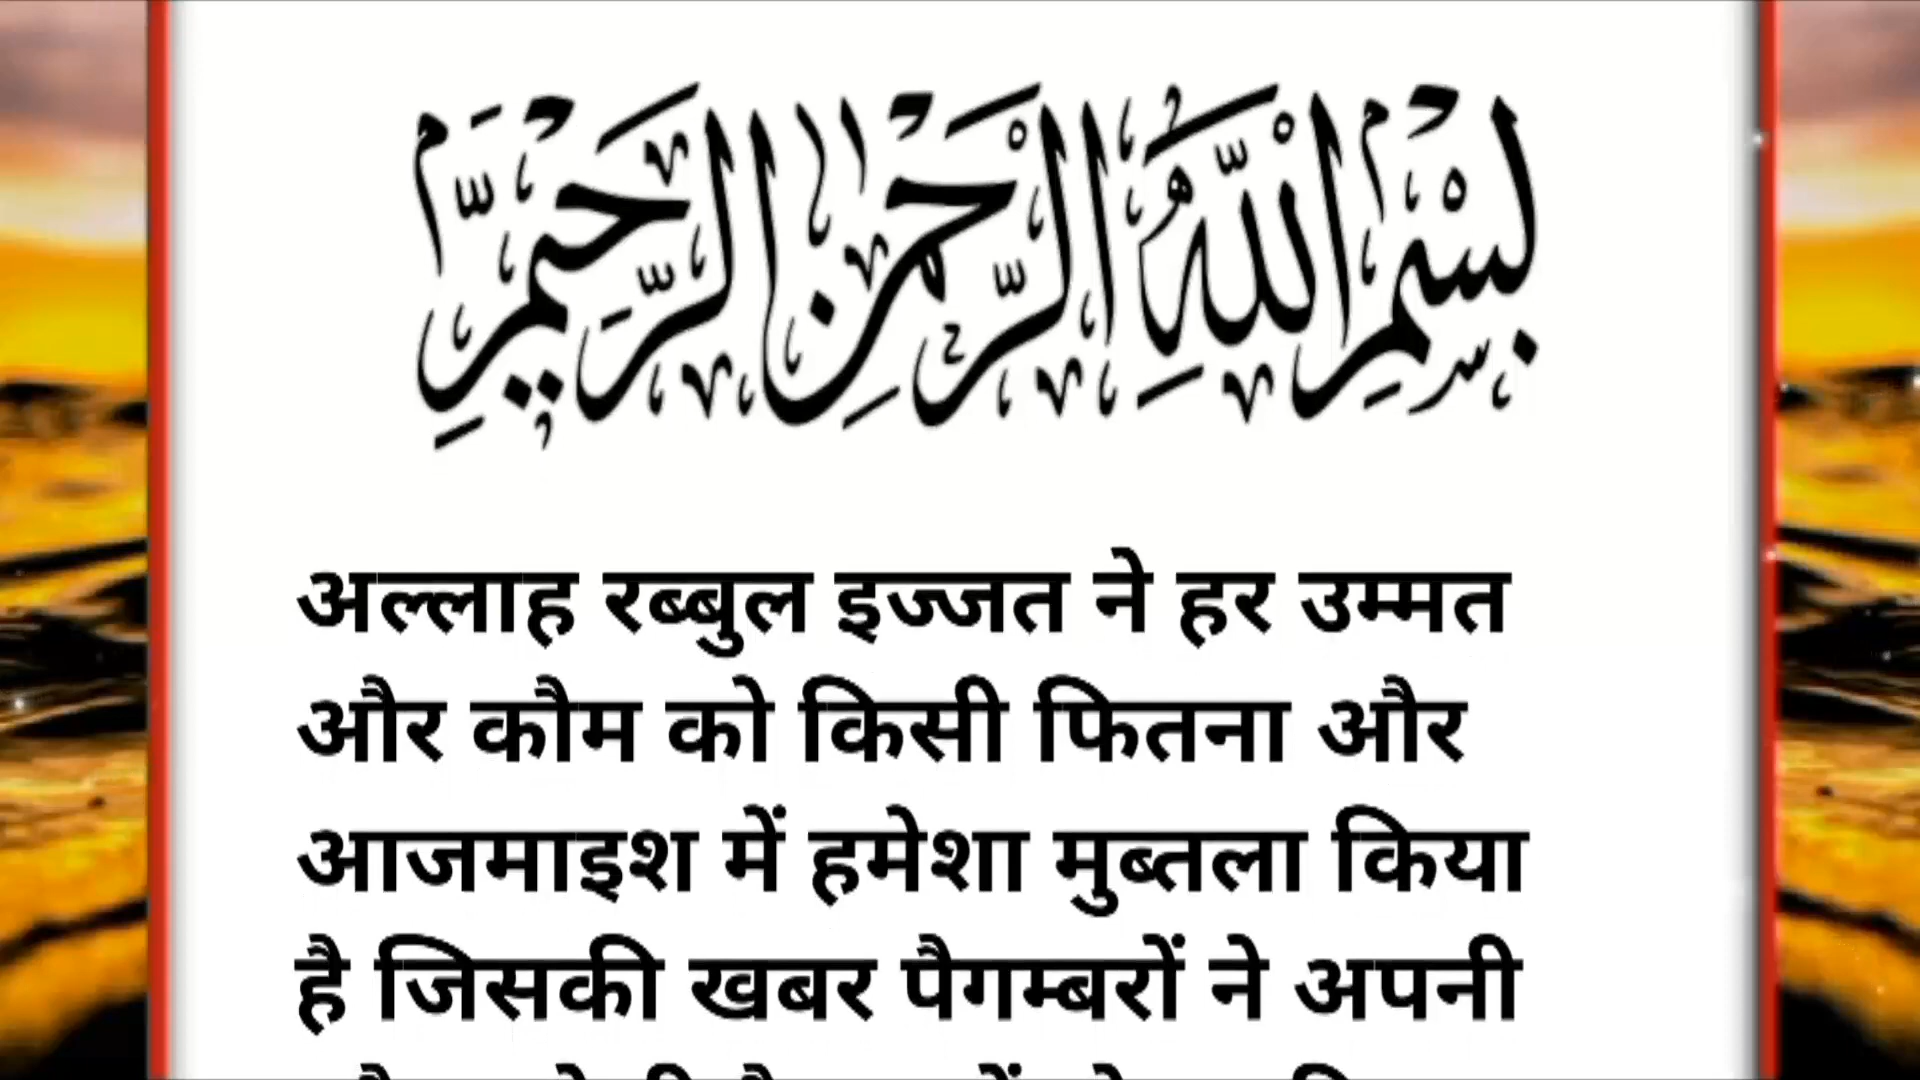 بِسْمِ اللَّهِ الرَّحْمَٰنِ الرَّحِيمِ
अल्लाह रब्बुल इज्जत ने हर उम्मत
और कौम को किसी फितना और
आजमाइश में हमेशा मुब्तला किया
है जिसकी खबर पैगम्बरों ने अपनी